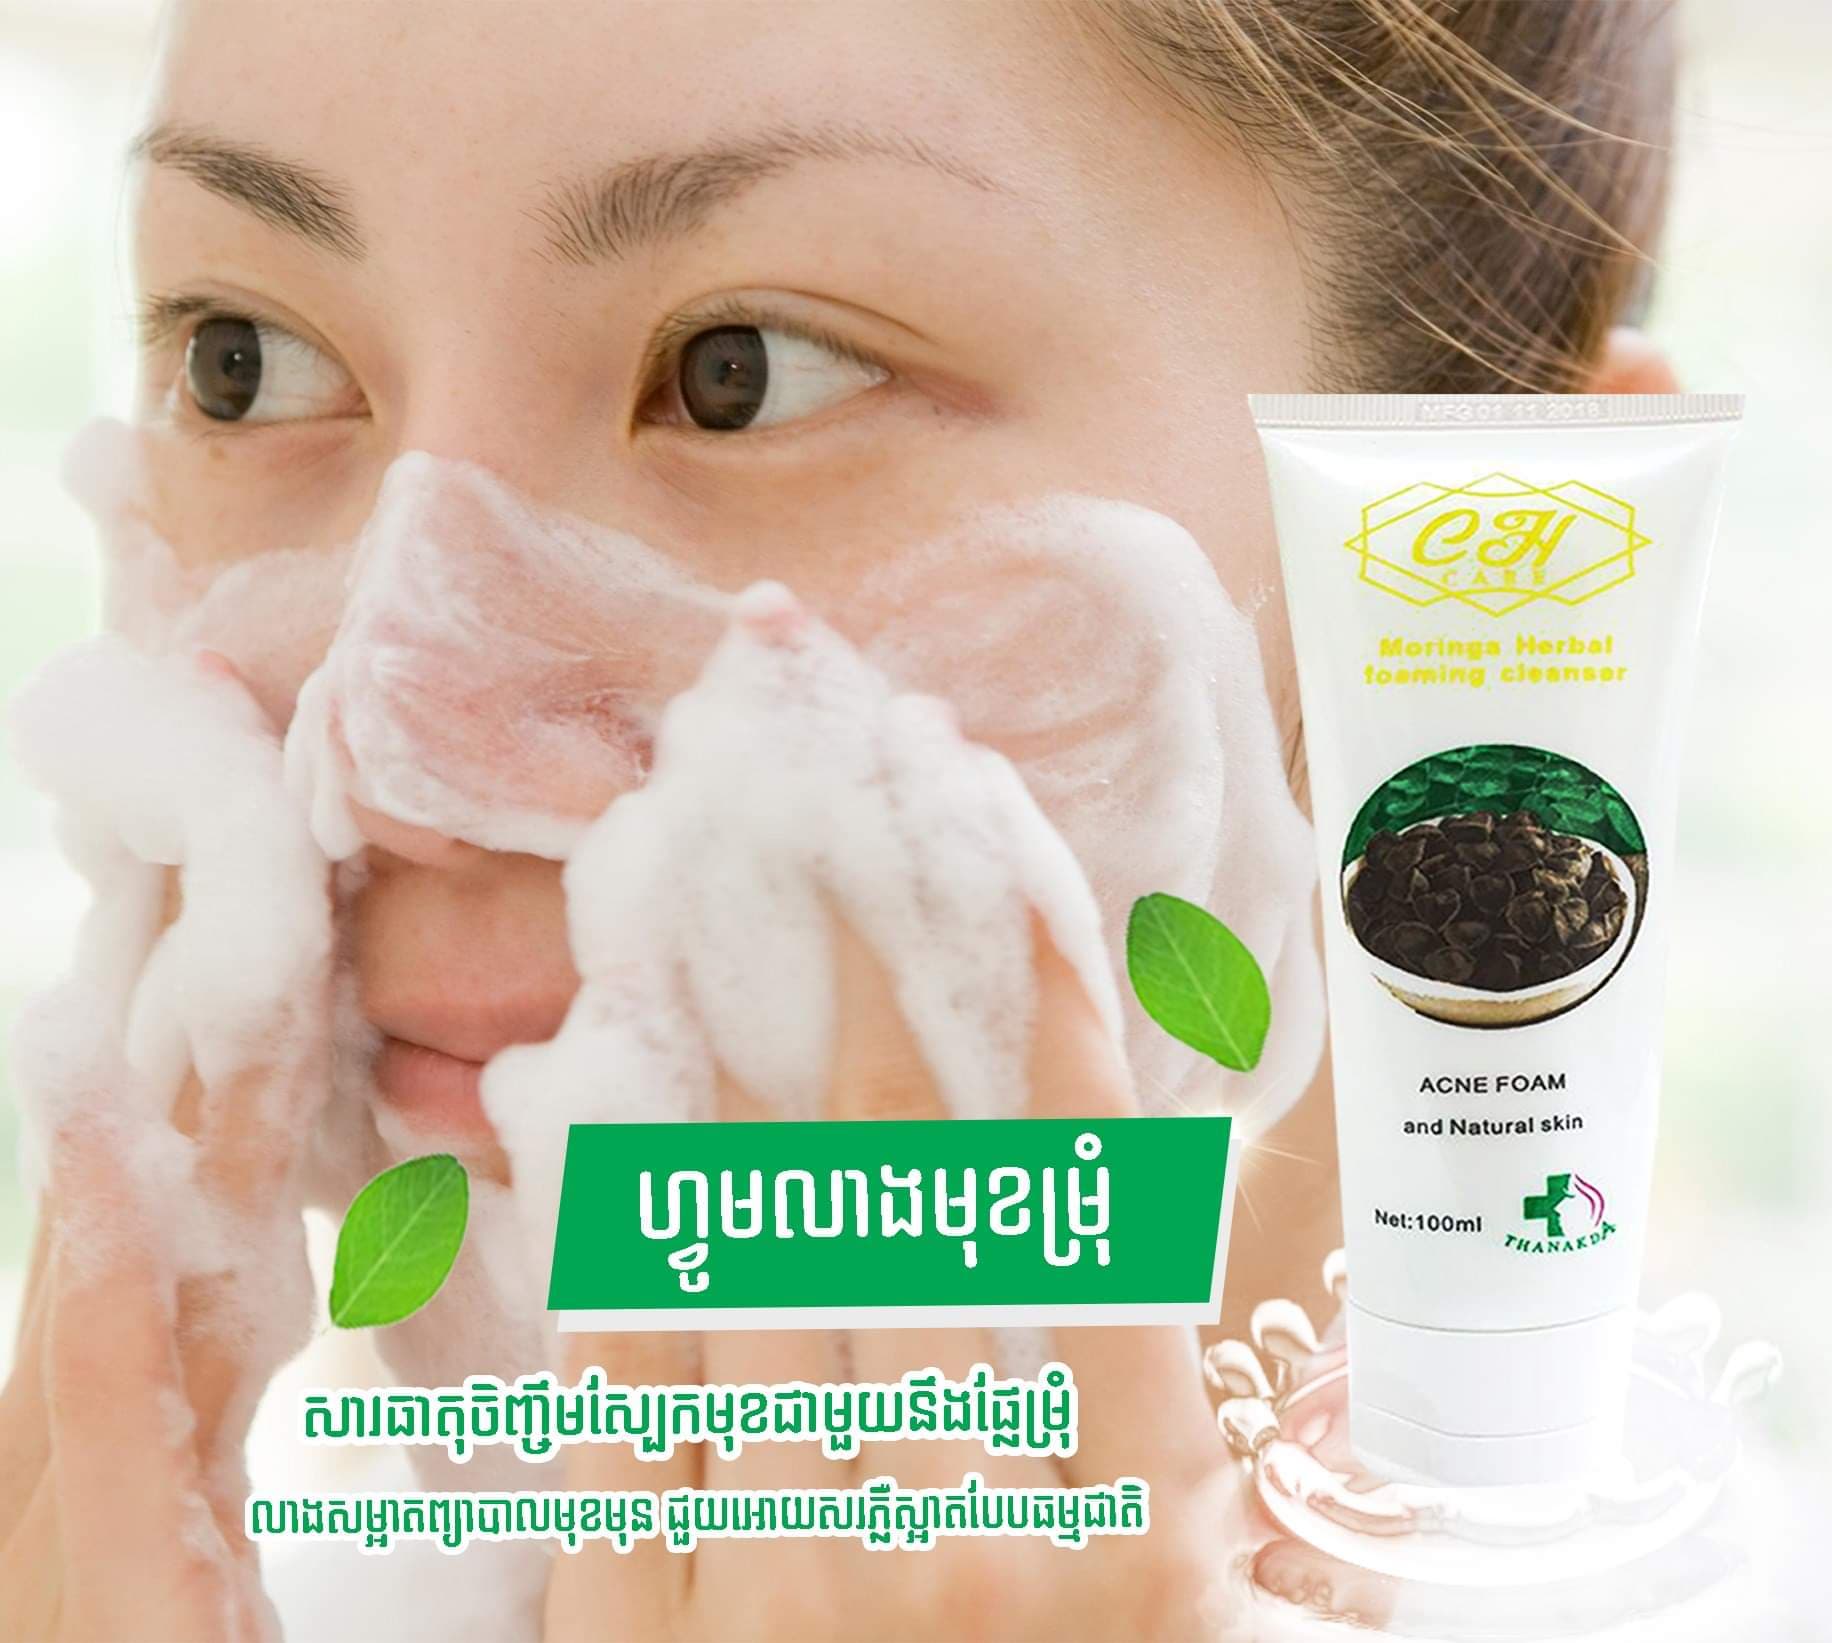 MFG 01 11 2018
CH
CARE
Moringa Herbal
foaming cleanser
ACNE FOAM
and Natural skin
Net:100ml
THANAKDA
ហ្វូមលាងមុខម្រុំ
សារធាតុចិញ្ចឹមស្បែកមុខជាមួយនឹងផ្លែម្រុំ
លាងសម្អាតព្យាបាលមុខមុន ជួយអោយសរភ្លឺស្អាតបែបធម្មជាតិ